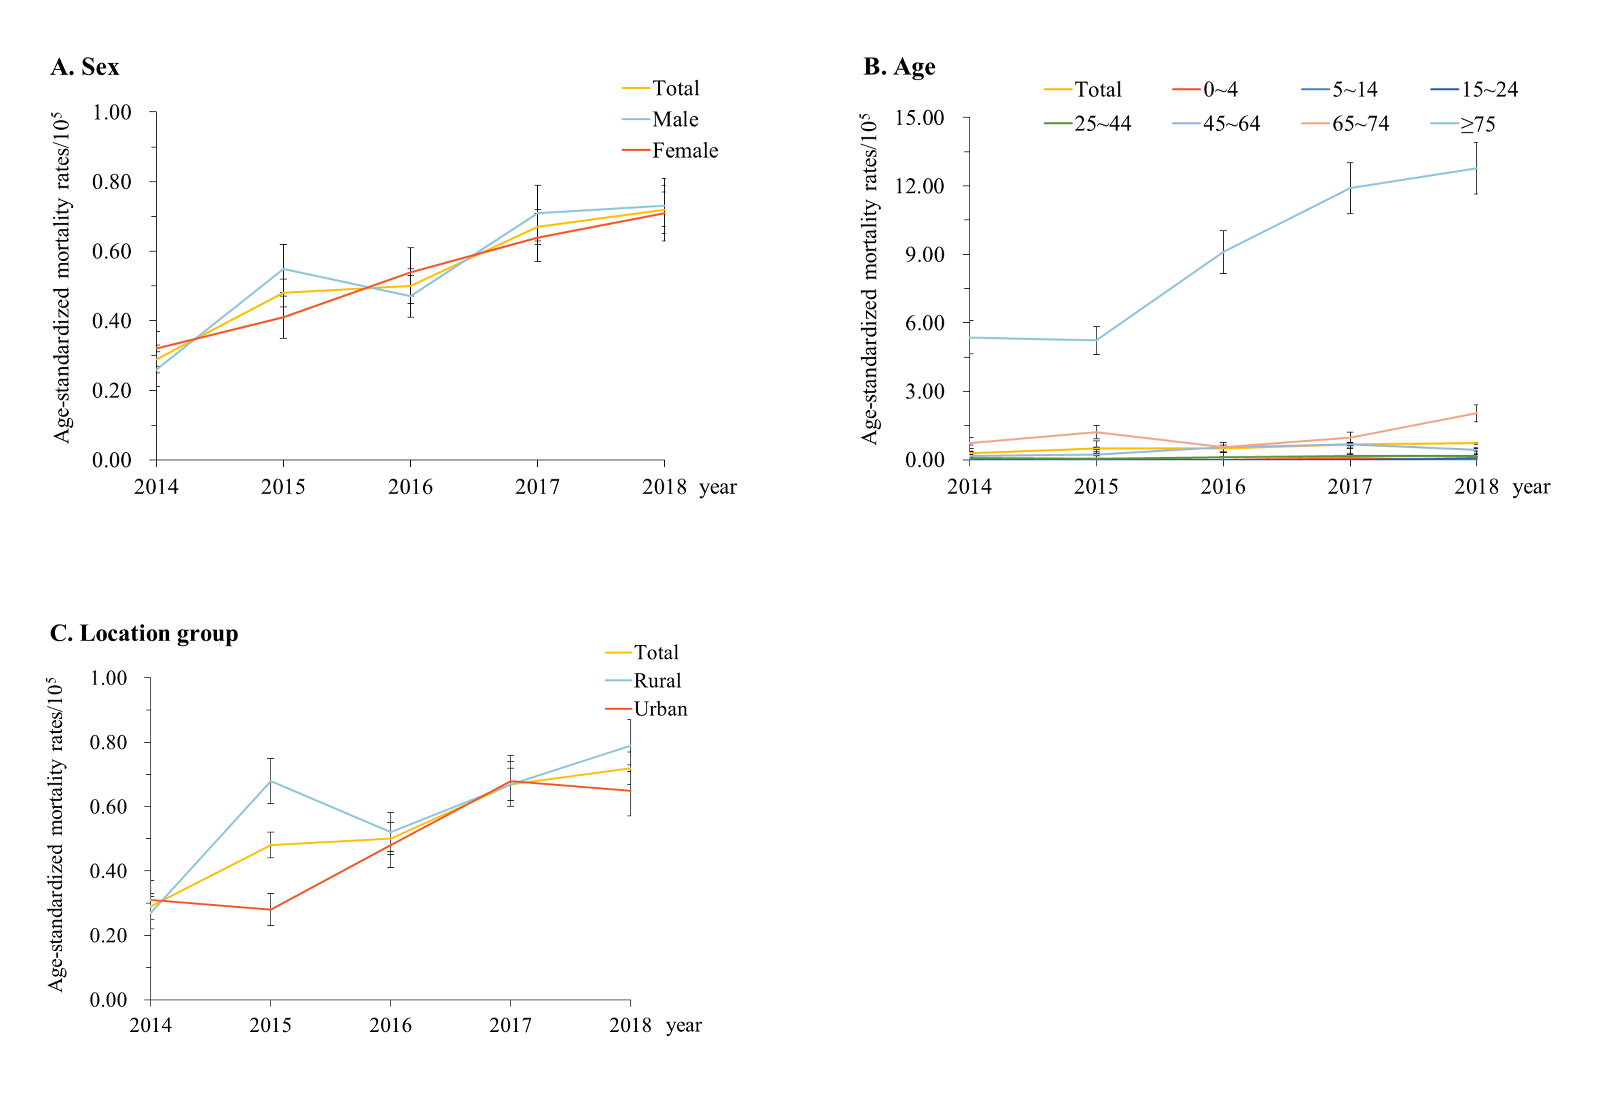 A. Sex
Total
Male
Female
Age-standardized mortality rates/10⁵
1.00
0.80
0.60
0.40
0.20
0.00
2014 2015 2016 2017 2018 year
B. Age
Total 0~4 5~14 15~24
25~44 45~64 65~74 ≥75
Age-standardized mortality rates/10⁵
15.00
12.00
9.00
6.00
3.00
0.00
2014 2015 2016 2017 2018 year
C. Location group
Total
Rural
Urban
Age-standardized mortality rates/10⁵
1.00
0.80
0.60
0.40
0.20
0.00
2014 2015 2016 2017 2018 year